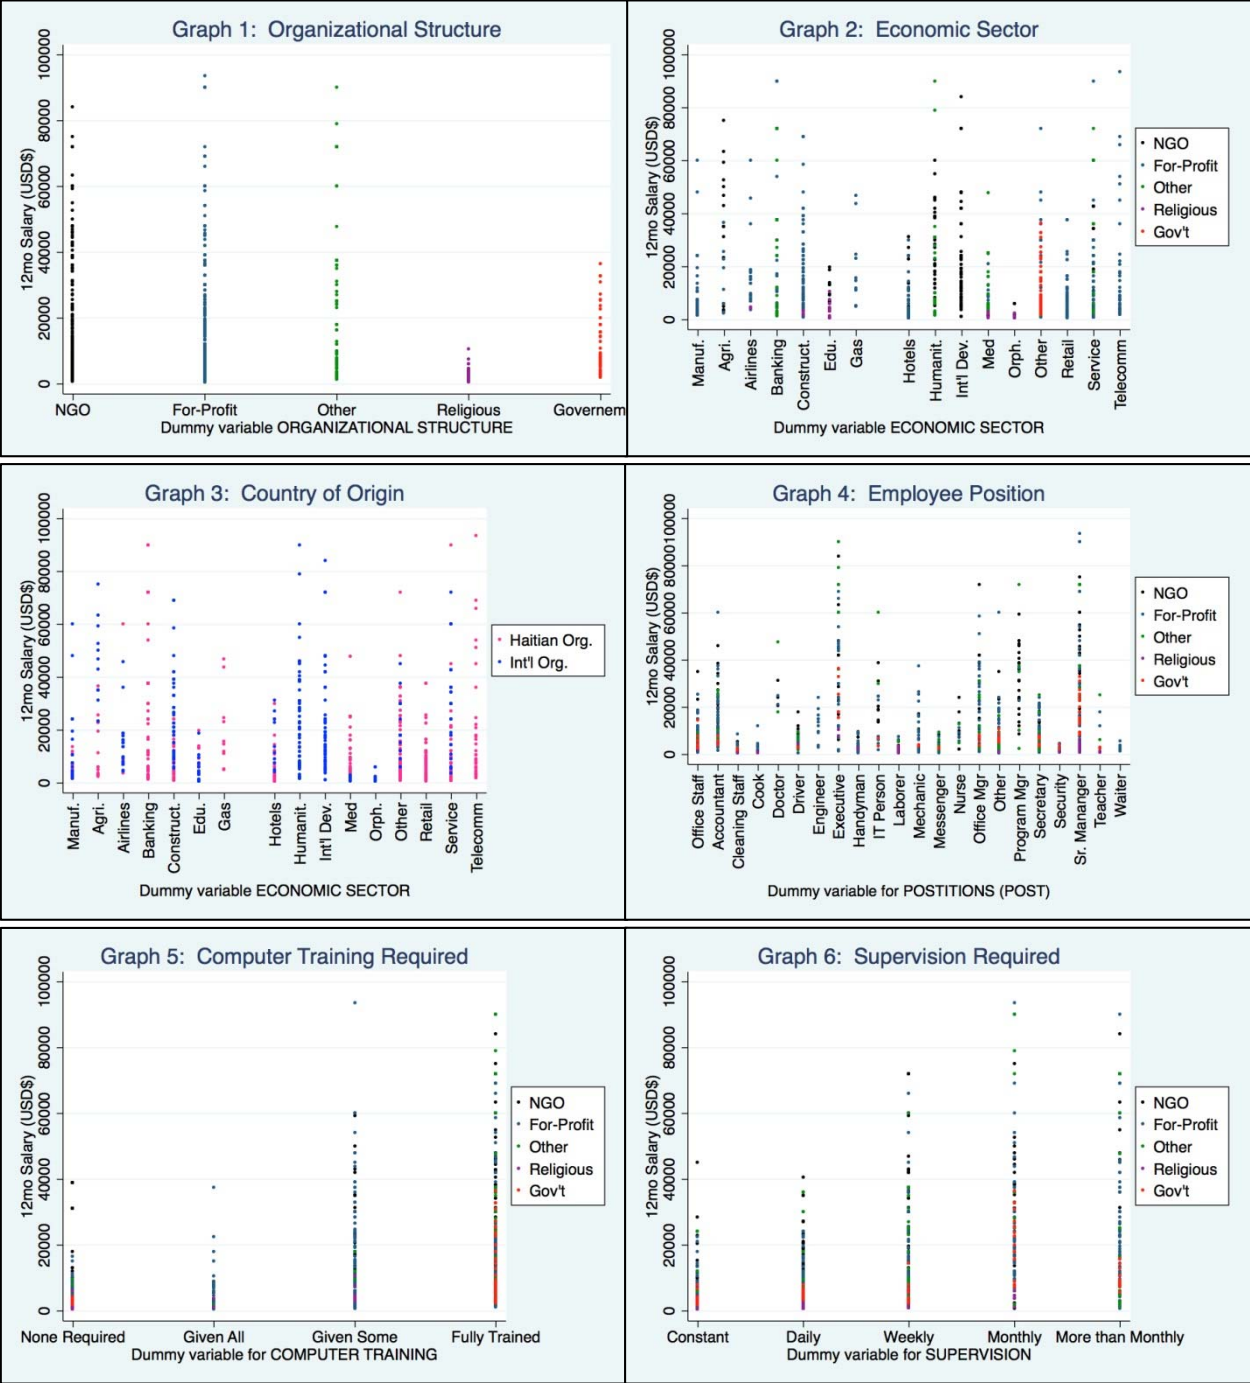 Graph 1: Organizational Structure
12mo Salary (USD$)
0 20000 40000 60000 80000 100000
NGO For-Profit Other Religious Governem
Dummy variable ORGANIZATIONAL STRUCTURE
Graph 2: Economic Sector
12mo Salary (USD$)
0 20000 40000 60000 80000 100000
Manuf. Agri. Airlines Banking Construct. Edu. Gas Hotels Humanit. Int'l Dev. Med Orph. Other Retail Service Telecomm
Dummy variable ECONOMIC SECTOR
NGO
For-Profit
Other
Religious
Gov't
Graph 3: Country of Origin
12mo Salary (USD$)
0 20000 40000 60000 80000 100000
Manuf. Agri. Airlines Banking Construct. Edu. Gas Hotels Humanit. Int'l Dev. Med Orph. Other Retail Service Telecomm
Dummy variable ECONOMIC SECTOR
Haitian Org.
Int'l Org.
Graph 4: Employee Position
12mo Salary (USD$)
0 20000 40000 60000 80000 100000
Office Staff Accountant Cleaning Staff Cook Doctor Driver Engineer Executive Handyman IT Person Laborer Mechanic Messenger Nurse Office Mgr Other Program Mgr Secretary Security Sr. Mananger Teacher Waiter
Dummy variable for POSTITIONS (POST)
NGO
For-Profit
Other
Religious
Gov't
Graph 5: Computer Training Required
12mo Salary (USD$)
0 20000 40000 60000 80000 100000
None Required Given All Given Some Fully Trained
Dummy variable for COMPUTER TRAINING
NGO
For-Profit
Other
Religious
Gov't
Graph 6: Supervision Required
12mo Salary (USD$)
0 20000 40000 60000 80000 100000
Constant Daily Weekly Monthly More than Monthly
Dummy variable for SUPERVISION
NGO
For-Profit
Other
Religious
Gov't